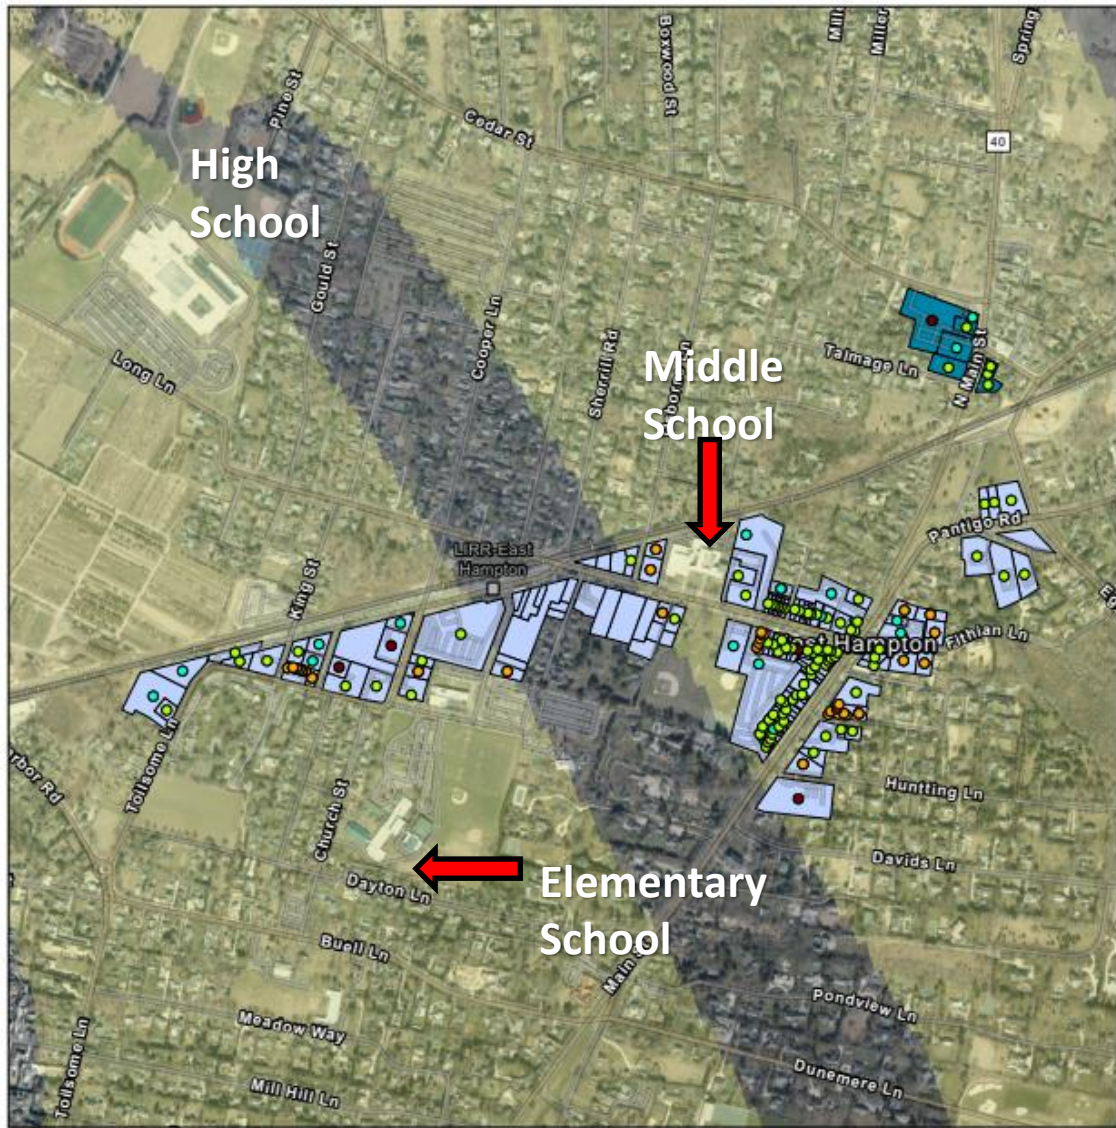 Boxwood St
Miller
Spring
Pine St
Cedar St
40
High
School
Gould St
Cooper Ln
Sherrill Rd
Long Ln
Middle
School
Talmage Ln
N Main St
LIRR-East
Hampton
Pantigo Rd
King St
Hampton
Fithian Ln
Toilsome Ln
Church St
Huntting Ln
Davids Ln
Dayton Ln
Elementary
School
Buell Ln
Main St
Pondview Ln
Meadow Way
Dunemere Ln
Toilsome Ln
Mill Hill Ln